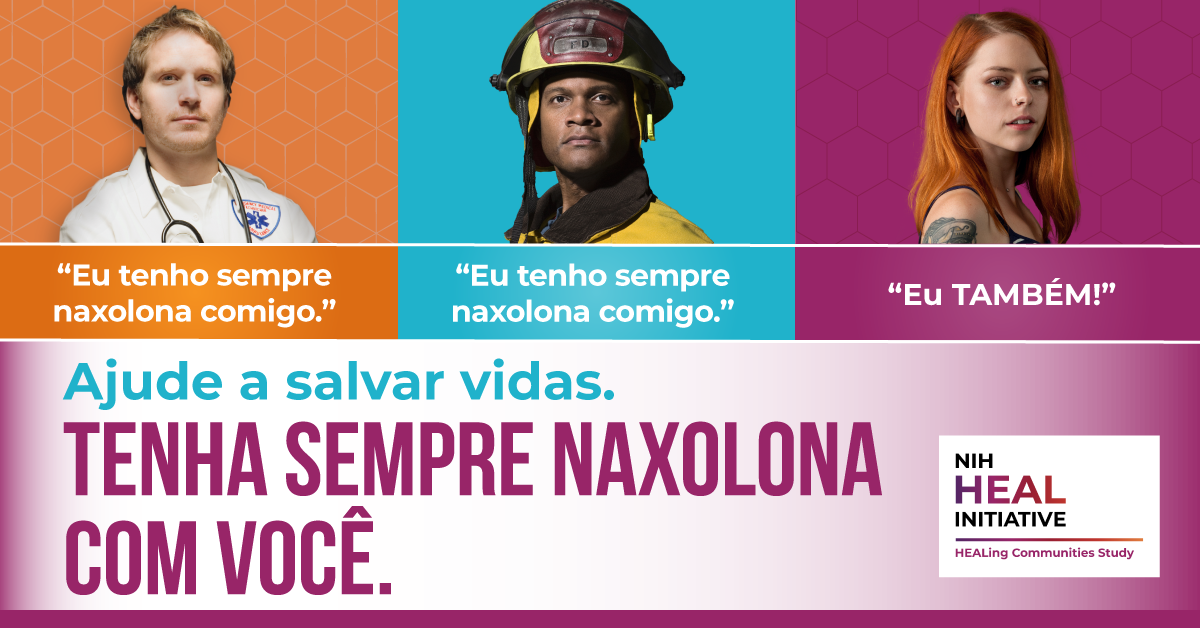 FD
“Eu tenho sempre
naxolona comigo.”
“Eu tenho sempre
naxolona comigo.”
“Eu TAMBÉM!”
Ajude a salvar vidas.
TENHA SEMPRE NAXOLONA
COM VOCÊ.
NIH
HEAL
INITIATIVE
HEALing Communities Study